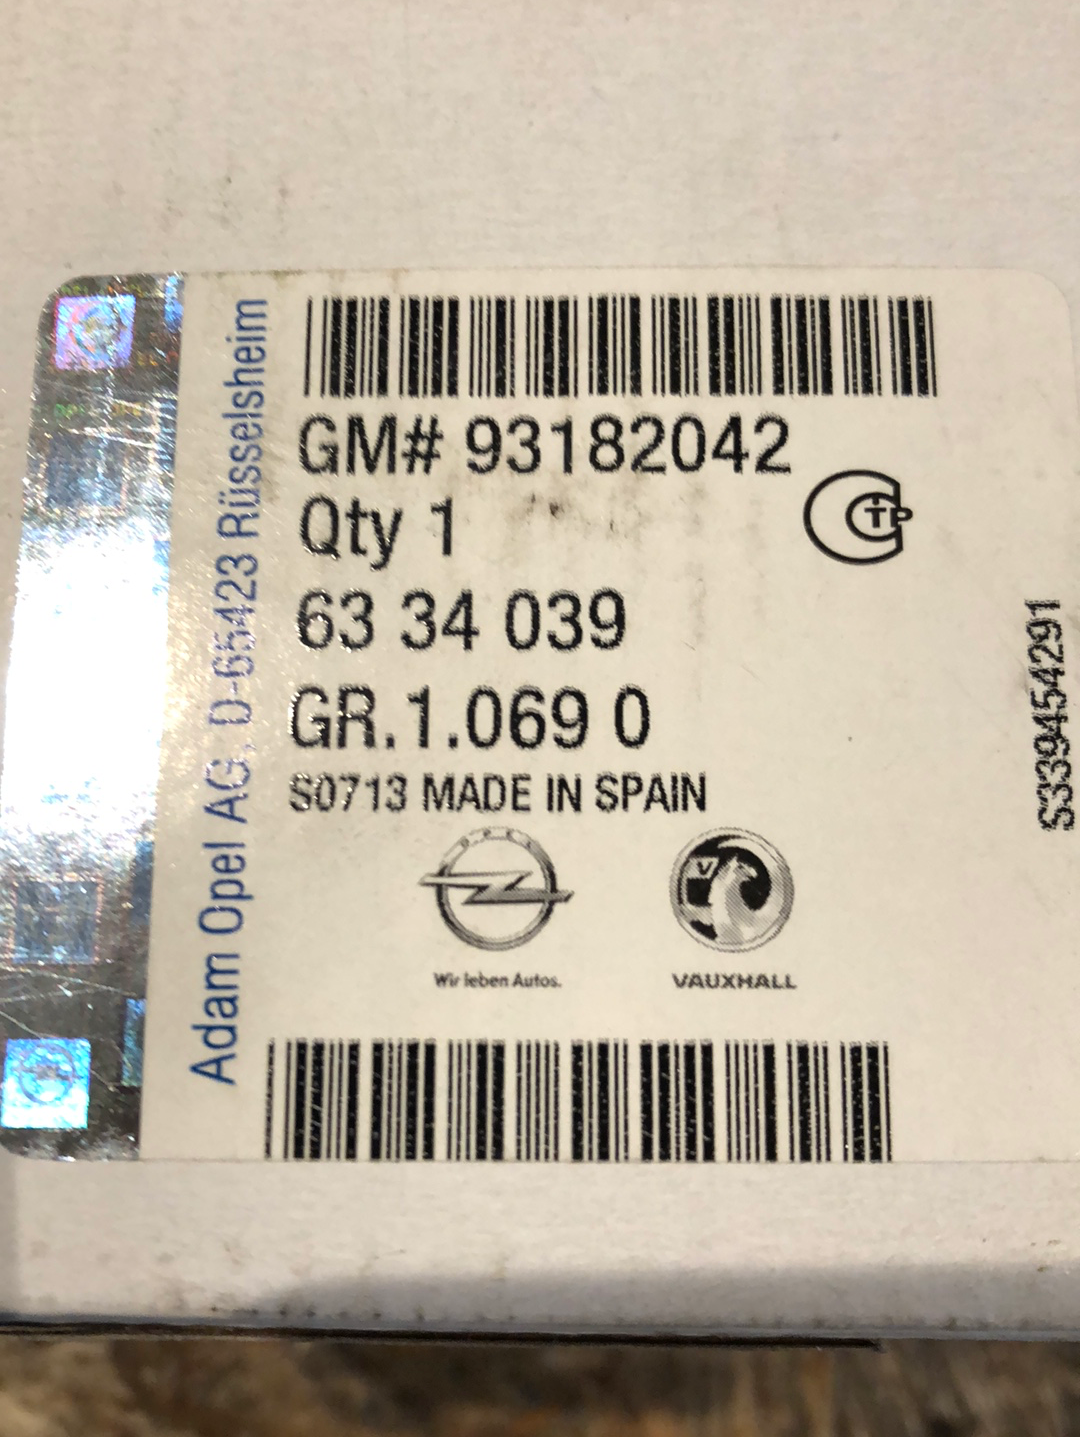 Adam Opel AG, D-65423 Rüsselsheim
GM# 93182042
Qty 1
63 34 039
GR.1.069 0
S0713 MADE IN SPAIN
OPEL
Wir leben Autos.
V
VAUXHALL
S339454291